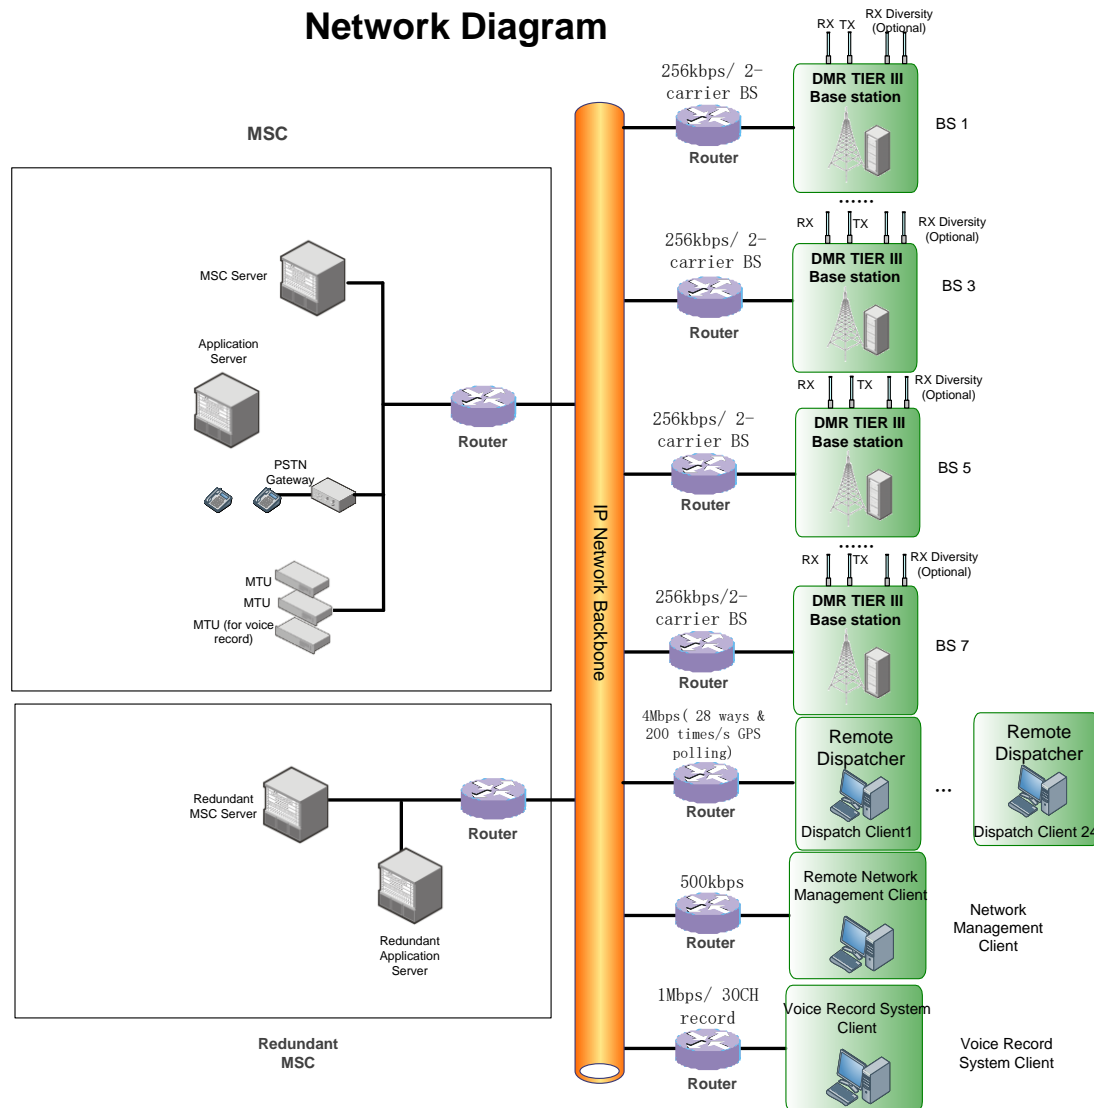 Network Diagram
MSC
MSC Server
Application
Server
PSTN
Gateway
MTU
MTU
MTU (for voice
record)
Router
Redundant
MSC Server
Redundant
Application
Server
Router
Redundant
MSC
IP Network Backbone
256kbps/ 2-
carrier BS
Router
RX TX
RX Diversity
(Optional)
DMR TIER III
Base station
BS 1
......
256kbps/ 2-
carrier BS
Router
RX TX
RX Diversity
(Optional)
DMR TIER III
Base station
BS 3
256kbps/ 2-
carrier BS
Router
RX TX
RX Diversity
(Optional)
DMR TIER III
Base station
BS 5
......
256kbps/2-
carrier BS
Router
RX TX
RX Diversity
(Optional)
DMR TIER III
Base station
BS 7
4Mbps( 28 ways &
200 times/s GPS
polling)
Router
Remote
Dispatcher
Dispatch Client1
...
Remote
Dispatcher
Dispatch Client 24
500kbps
Router
Remote Network
Management Client
Network
Management
Client
1Mbps/ 30CH
record
Router
Voice Record System
Client
Voice Record
System Client